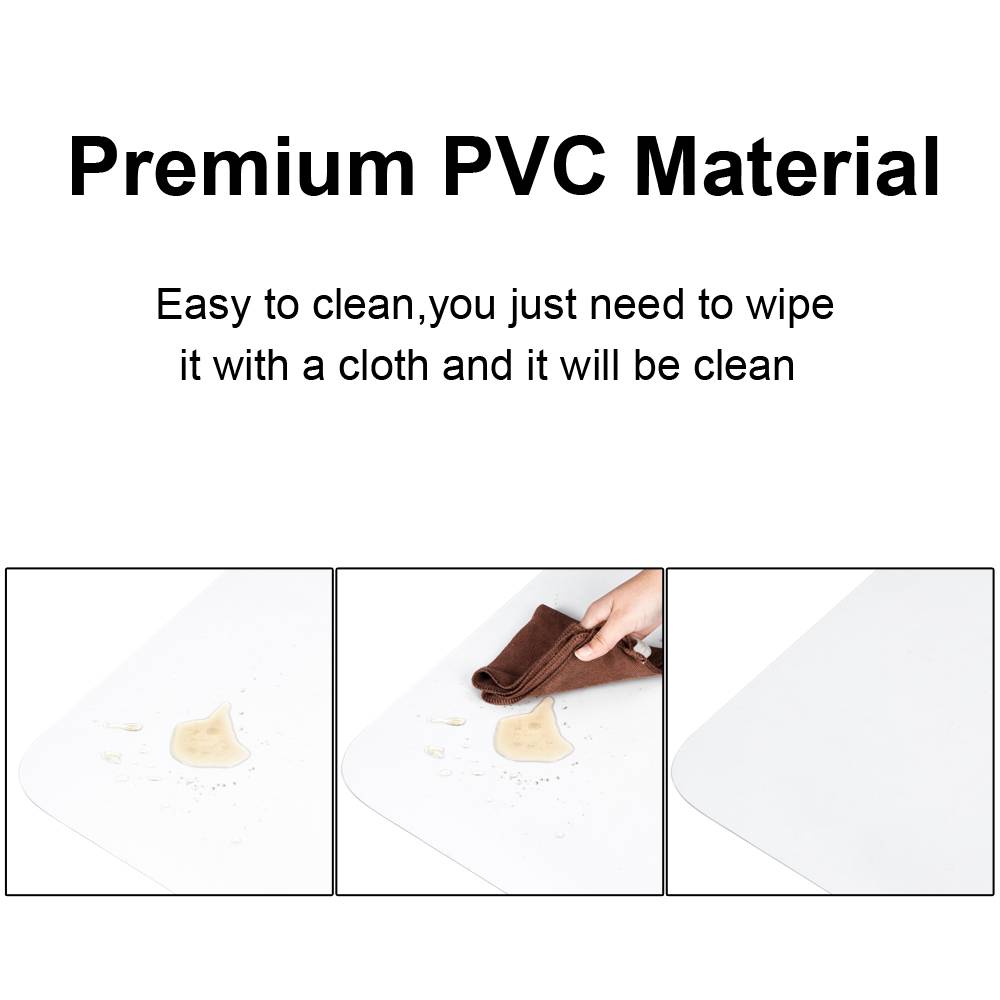 Premium PVC Material
Easy to clean,you just need to wipe
it with a cloth and it will be clean